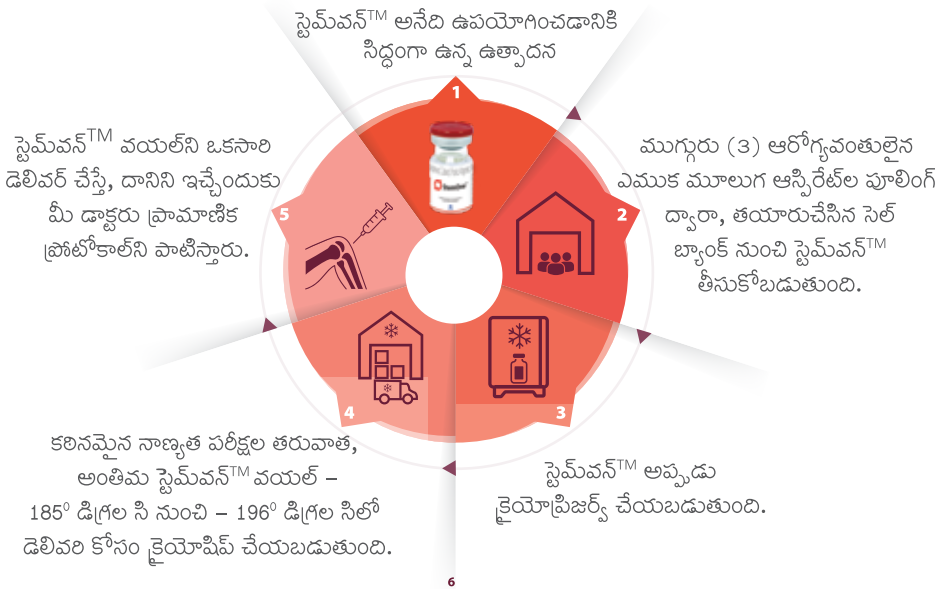 స్టెమ్‌వన్™ అనేది ఉపయోగించడానికి
సిద్ధంగా ఉన్న ఉత్పాదన
1
ముగ్గురు (3) ఆరోగ్యవంతులైన
ఎముక మూలుగ ఆస్పిరేట్‌ల పూలింగ్
ద్వారా, తయారుచేసిన సెల్
బ్యాంక్ నుంచి స్టెమ్‌వన్™
తీసుకోబడుతుంది.
2
స్టెమ్‌వన్™ అప్పుడు
క్రైయోప్రిజర్వ్ చేయబడుతుంది.
3
కఠినమైన నాణ్యత పరీక్షల తరువాత,
అంతిమ స్టెమ్‌వన్™ వయల్ –
185⁰ డిగ్రీల సి నుంచి – 196⁰ డిగ్రీల సిలో
డెలివరి కోసం క్రైయోషిప్ చేయబడుతుంది.
4
స్టెమ్‌వన్™ వయల్‌ని ఒకసారి
డెలివర్ చేస్తే, దానిని ఇచ్చేందుకు
మీ డాక్టరు ప్రామాణిక
ప్రోటోకాల్‌ని పాటిస్తారు.
5
6